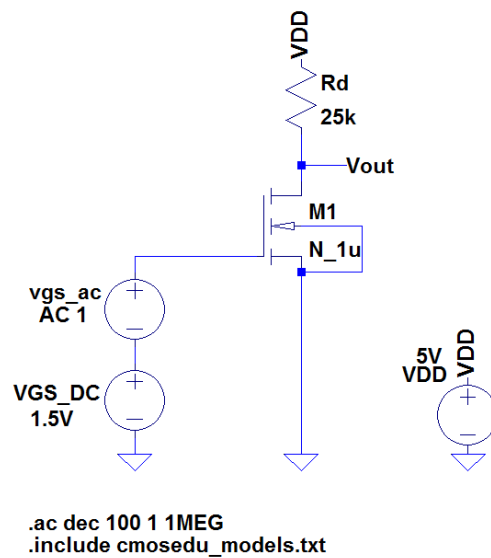 VDD
Rd
25k
Vout
M1
N_1u
vgs_ac
AC 1
VGS_DC
1.5V
5V
VDD
VDD
.ac dec 100 1 1MEG
.include cmosedu_models.txt